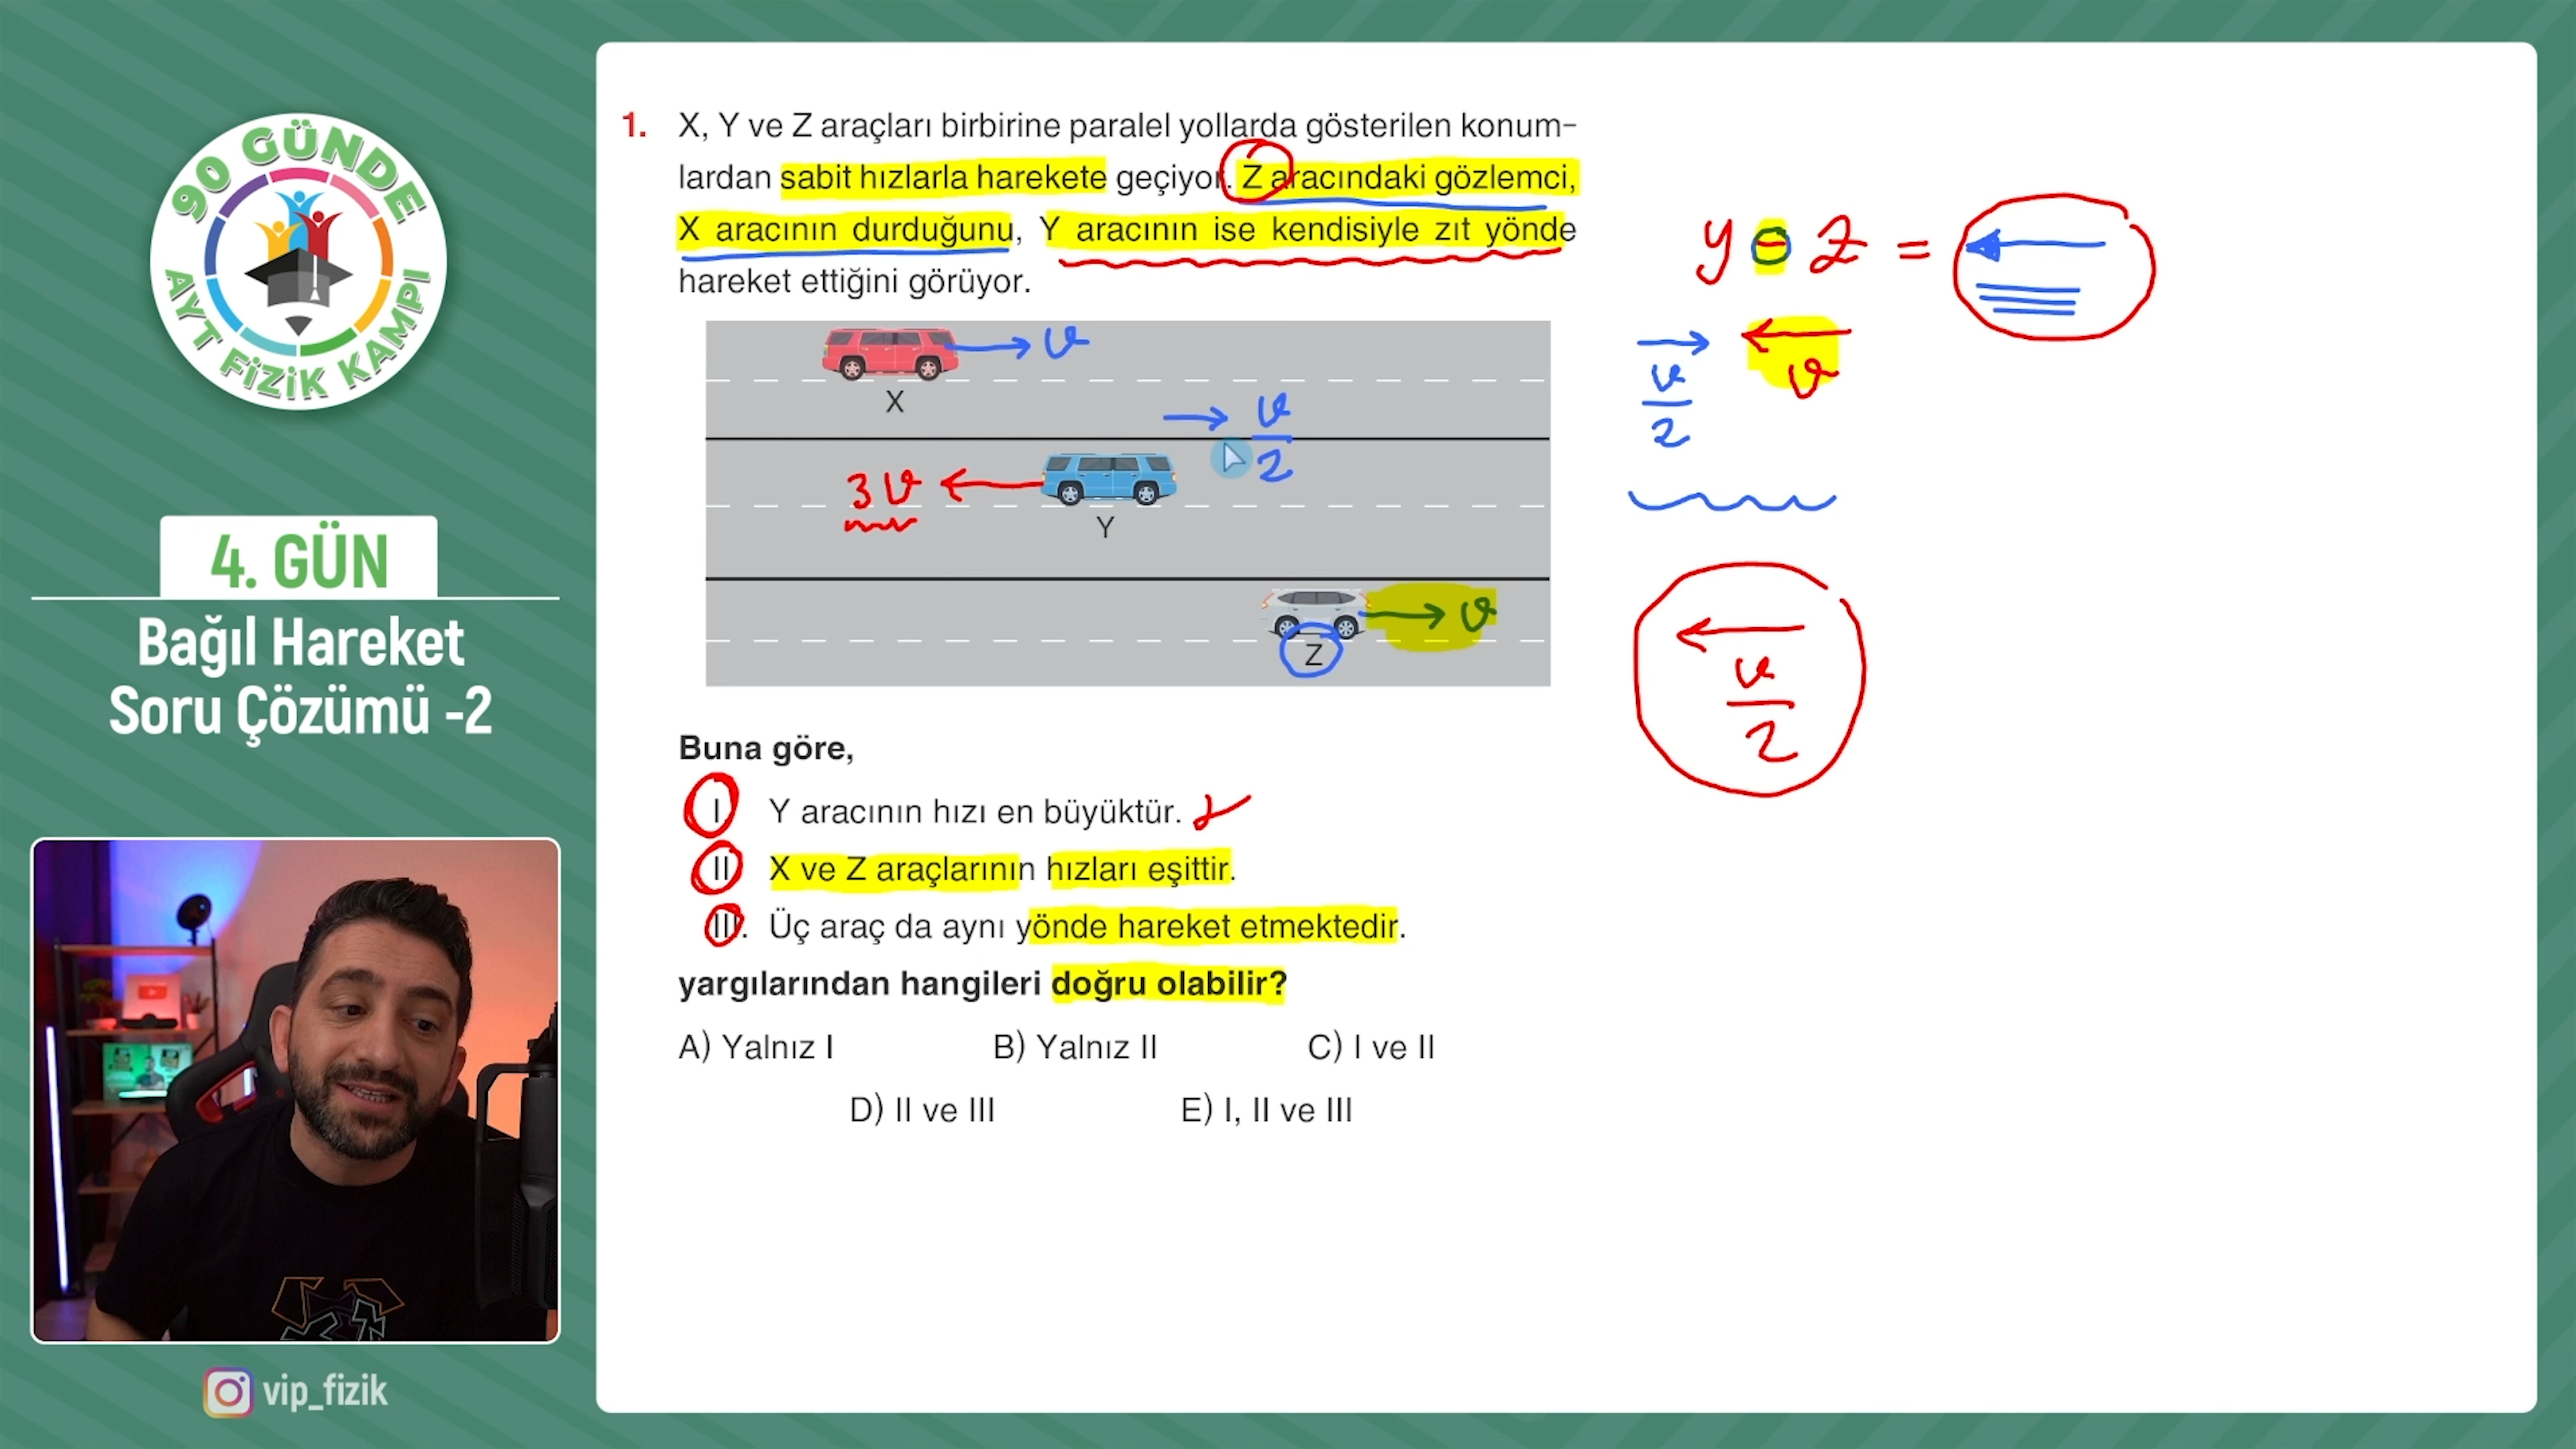 90 GÜNDE
AYT FİZİK KAMPI
4. GÜN
Bağıl Hareket
Soru Çözümü -2
vip_fizik
1. X, Y ve Z araçları birbirine paralel yollarda gösterilen konum-
lardan sabit hızlarla harekete geçiyor. Z aracındaki gözlemci,
X aracının durduğunu, Y aracının ise kendisiyle zıt yönde
hareket ettiğini görüyor.
→ v
X
→ v/2
3v ←
Y
→ v
Z
Buna göre,
I. Y aracının hızı en büyüktür.
II. X ve Z araçlarının hızları eşittir.
III. Üç araç da aynı yönde hareket etmektedir.
yargılarından hangileri doğru olabilir?
A) Yalnız I B) Yalnız II C) I ve II
D) II ve III E) I, II ve III
y - Z = ←
→ v/2 ← v
← v/2